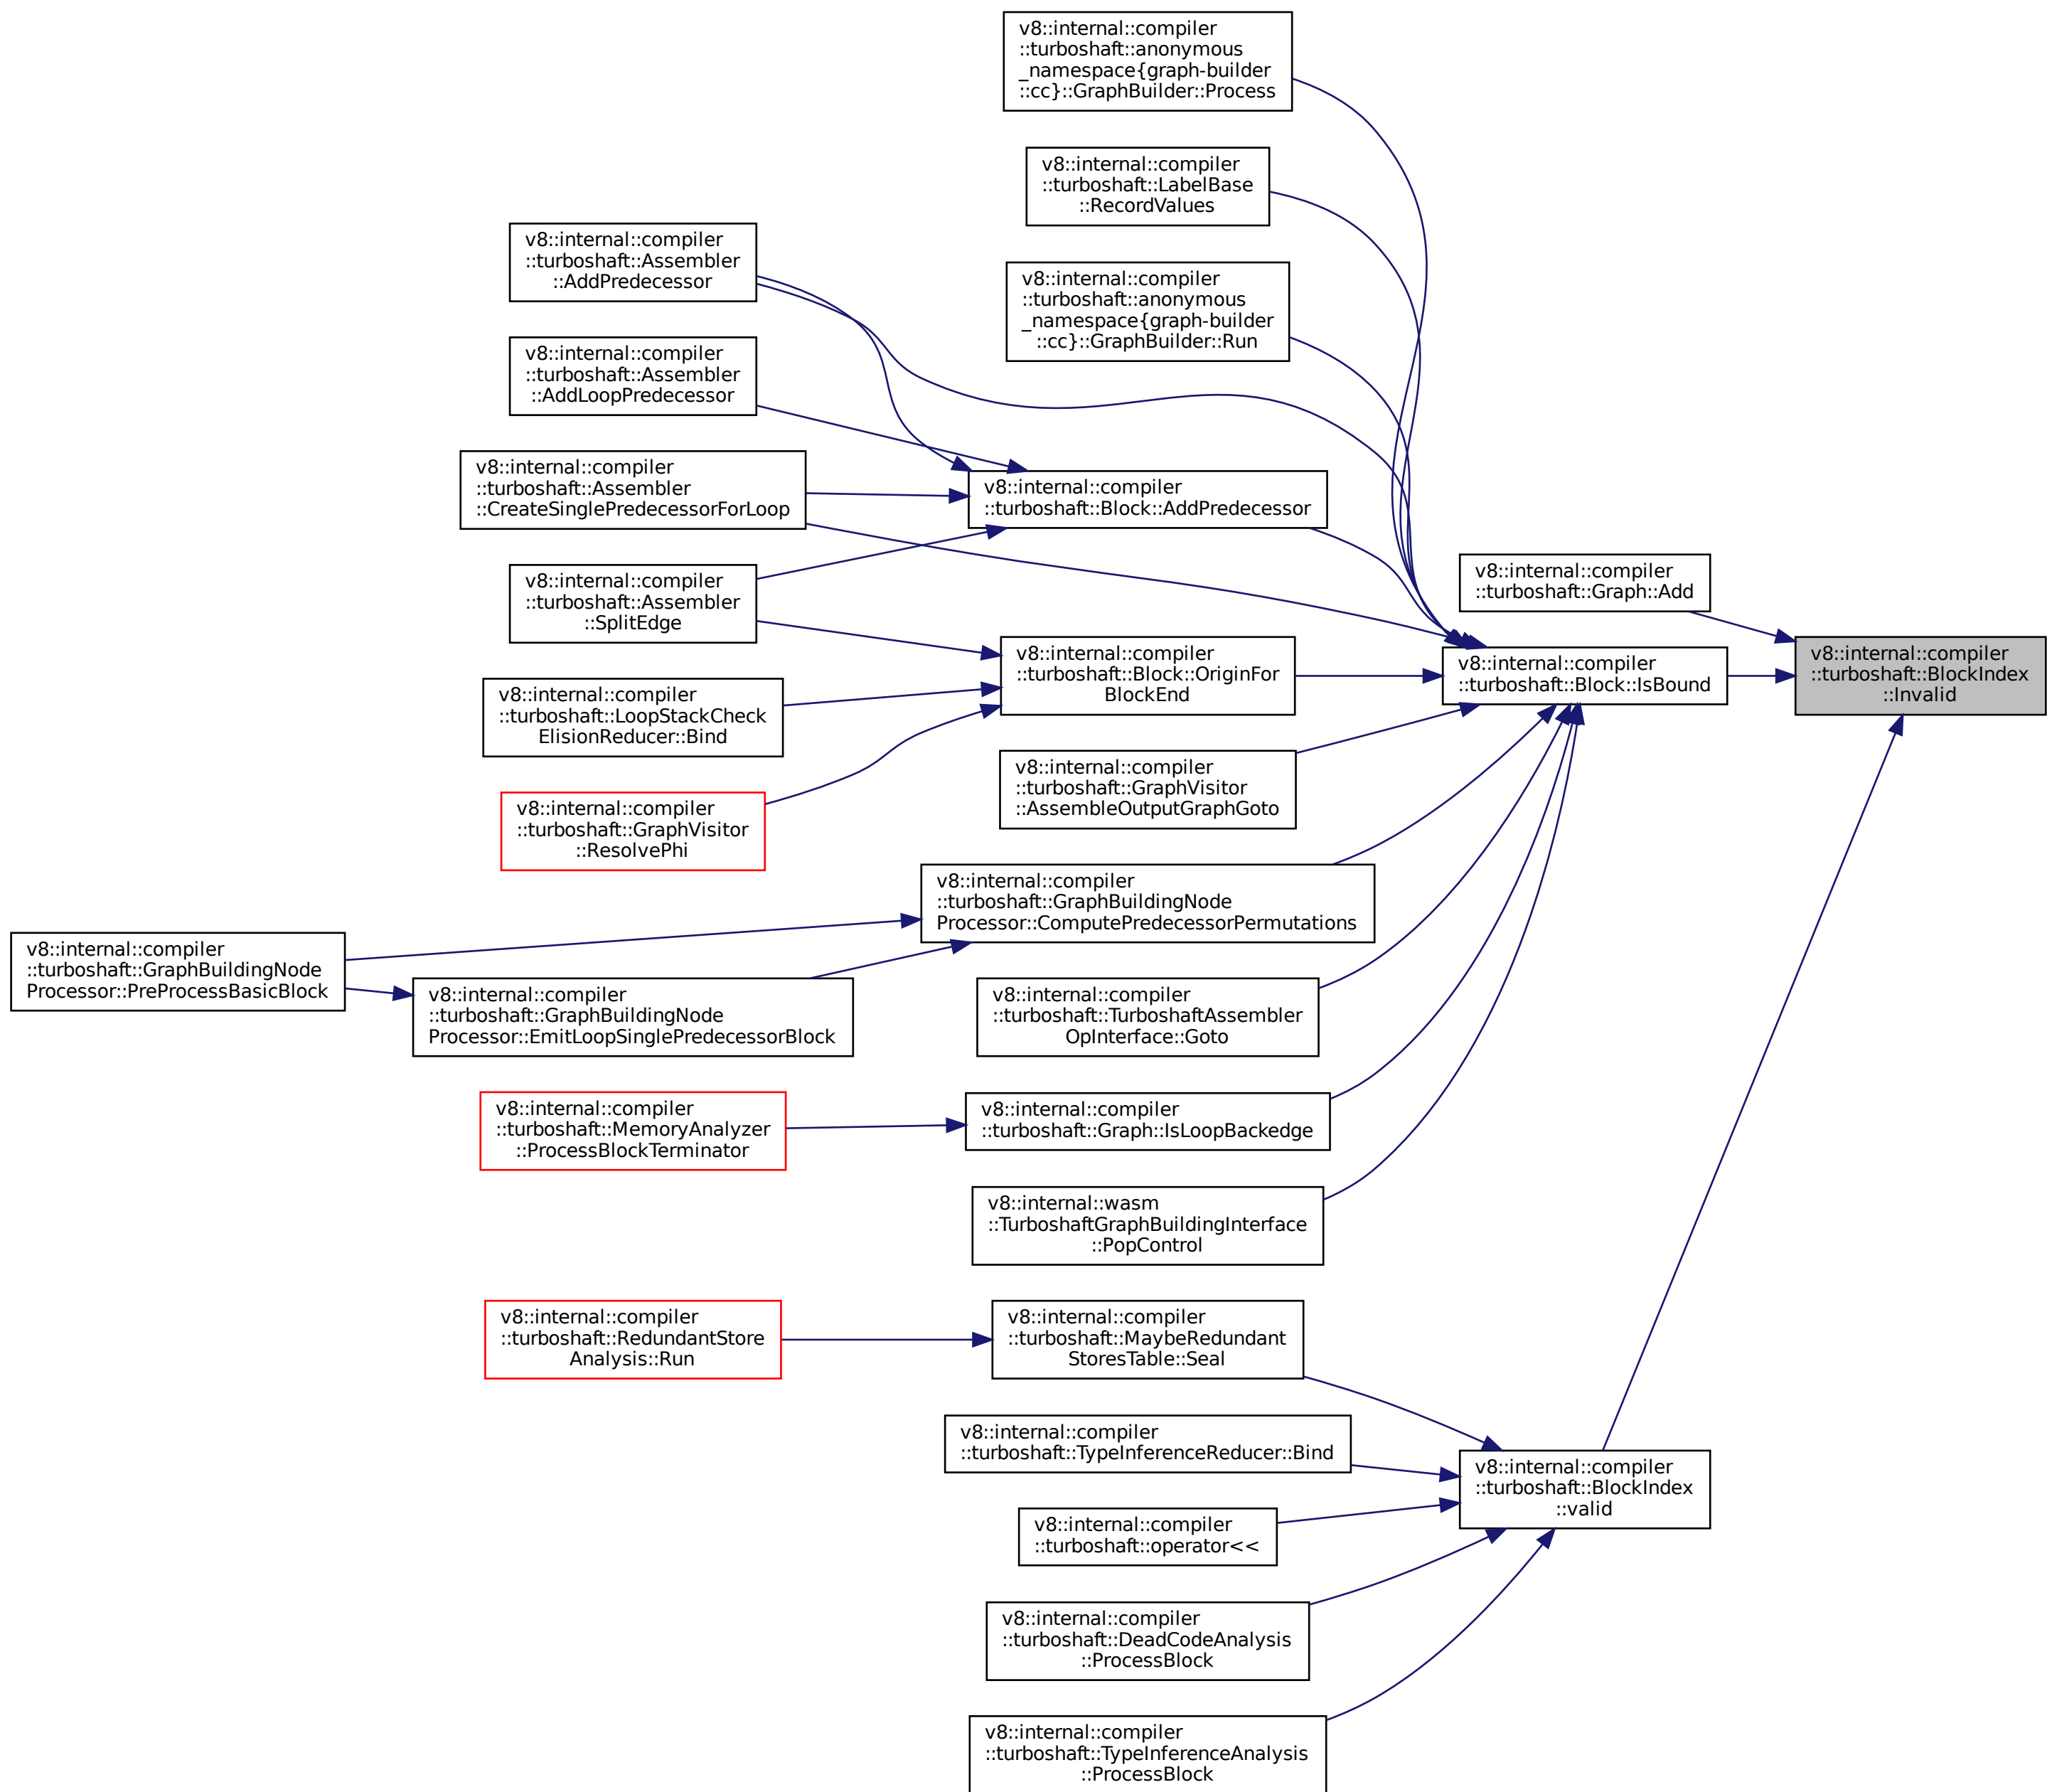 v8::internal::compiler
::turboshaft::anonymous
_namespace{graph-builder
::cc}::GraphBuilder::Process
v8::internal::compiler
::turboshaft::LabelBase
::RecordValues
v8::internal::compiler
::turboshaft::Assembler
::AddPredecessor
v8::internal::compiler
::turboshaft::anonymous
_namespace{graph-builder
::cc}::GraphBuilder::Run
v8::internal::compiler
::turboshaft::Assembler
::AddLoopPredecessor
v8::internal::compiler
::turboshaft::Assembler
::CreateSinglePredecessorForLoop
v8::internal::compiler
::turboshaft::Block::AddPredecessor
v8::internal::compiler
::turboshaft::Graph::Add
v8::internal::compiler
::turboshaft::Assembler
::SplitEdge
v8::internal::compiler
::turboshaft::Block::OriginFor
BlockEnd
v8::internal::compiler
::turboshaft::Block::IsBound
v8::internal::compiler
::turboshaft::BlockIndex
::Invalid
v8::internal::compiler
::turboshaft::LoopStackCheck
ElisionReducer::Bind
v8::internal::compiler
::turboshaft::GraphVisitor
::AssembleOutputGraphGoto
v8::internal::compiler
::turboshaft::GraphVisitor
::ResolvePhi
v8::internal::compiler
::turboshaft::GraphBuildingNode
Processor::ComputePredecessorPermutations
v8::internal::compiler
::turboshaft::GraphBuildingNode
Processor::PreProcessBasicBlock
v8::internal::compiler
::turboshaft::GraphBuildingNode
Processor::EmitLoopSinglePredecessorBlock
v8::internal::compiler
::turboshaft::TurboshaftAssembler
OpInterface::Goto
v8::internal::compiler
::turboshaft::MemoryAnalyzer
::ProcessBlockTerminator
v8::internal::compiler
::turboshaft::Graph::IsLoopBackedge
v8::internal::wasm
::TurboshaftGraphBuildingInterface
::PopControl
v8::internal::compiler
::turboshaft::RedundantStore
Analysis::Run
v8::internal::compiler
::turboshaft::MaybeRedundant
StoresTable::Seal
v8::internal::compiler
::turboshaft::TypeInferenceReducer::Bind
v8::internal::compiler
::turboshaft::BlockIndex
::valid
v8::internal::compiler
::turboshaft::operator<<
v8::internal::compiler
::turboshaft::DeadCodeAnalysis
::ProcessBlock
v8::internal::compiler
::turboshaft::TypeInferenceAnalysis
::ProcessBlock